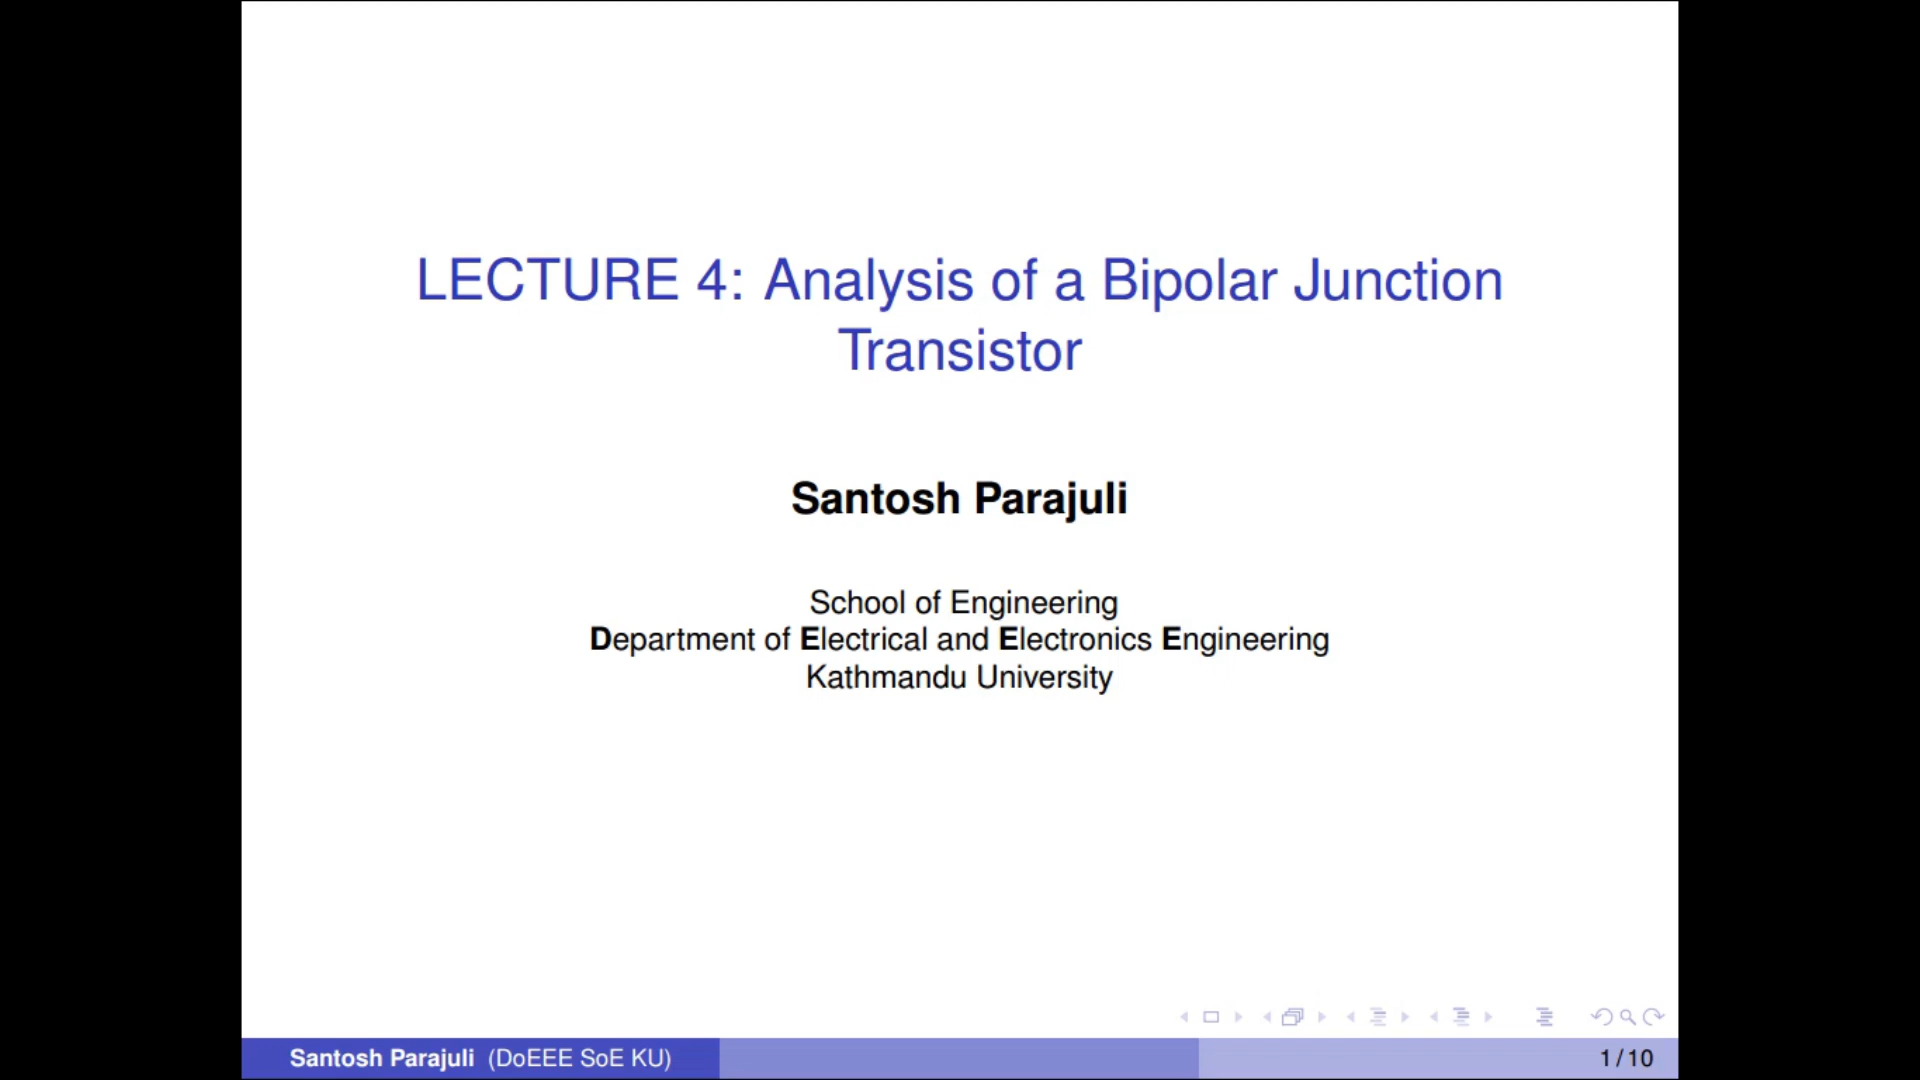 LECTURE 4: Analysis of a Bipolar Junction
Transistor
Santosh Parajuli
School of Engineering
Department of Electrical and Electronics Engineering
Kathmandu University
Santosh Parajuli (DoEEE SoE KU)
1 / 10